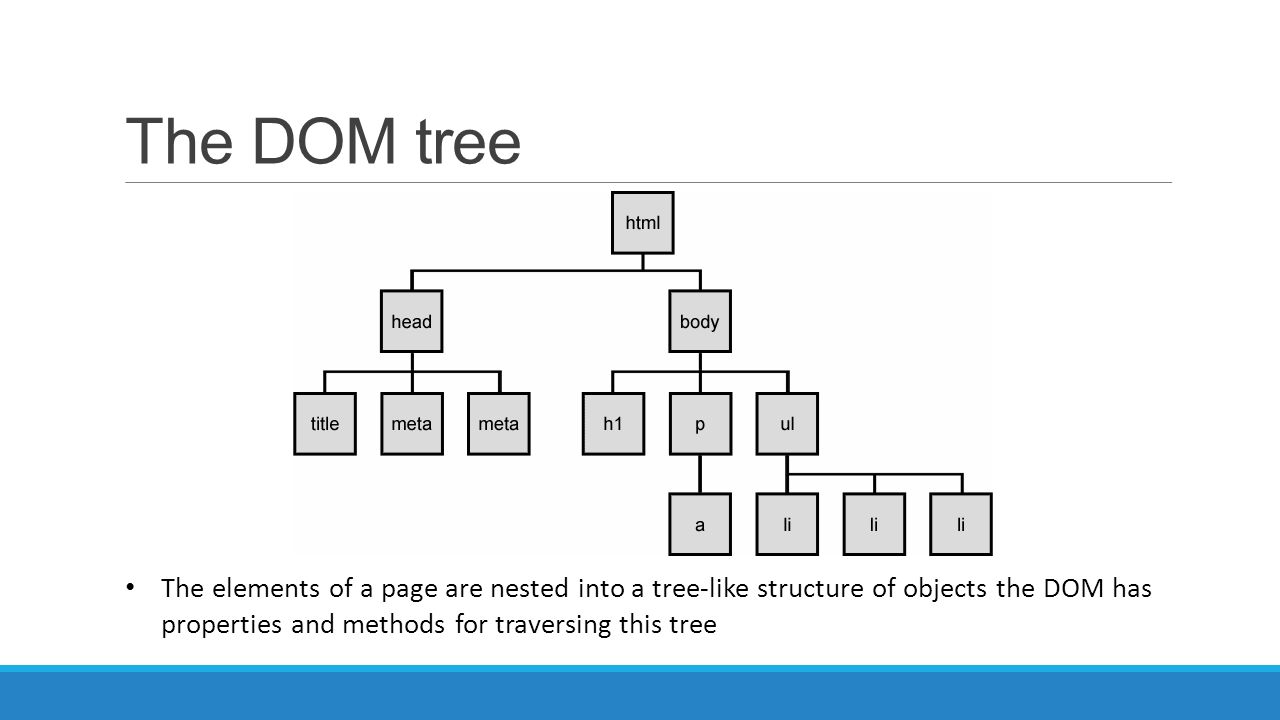 The DOM tree
html
head
body
title
meta
meta
h1
p
ul
a
li
li
li
• The elements of a page are nested into a tree-like structure of objects the DOM has
properties and methods for traversing this tree